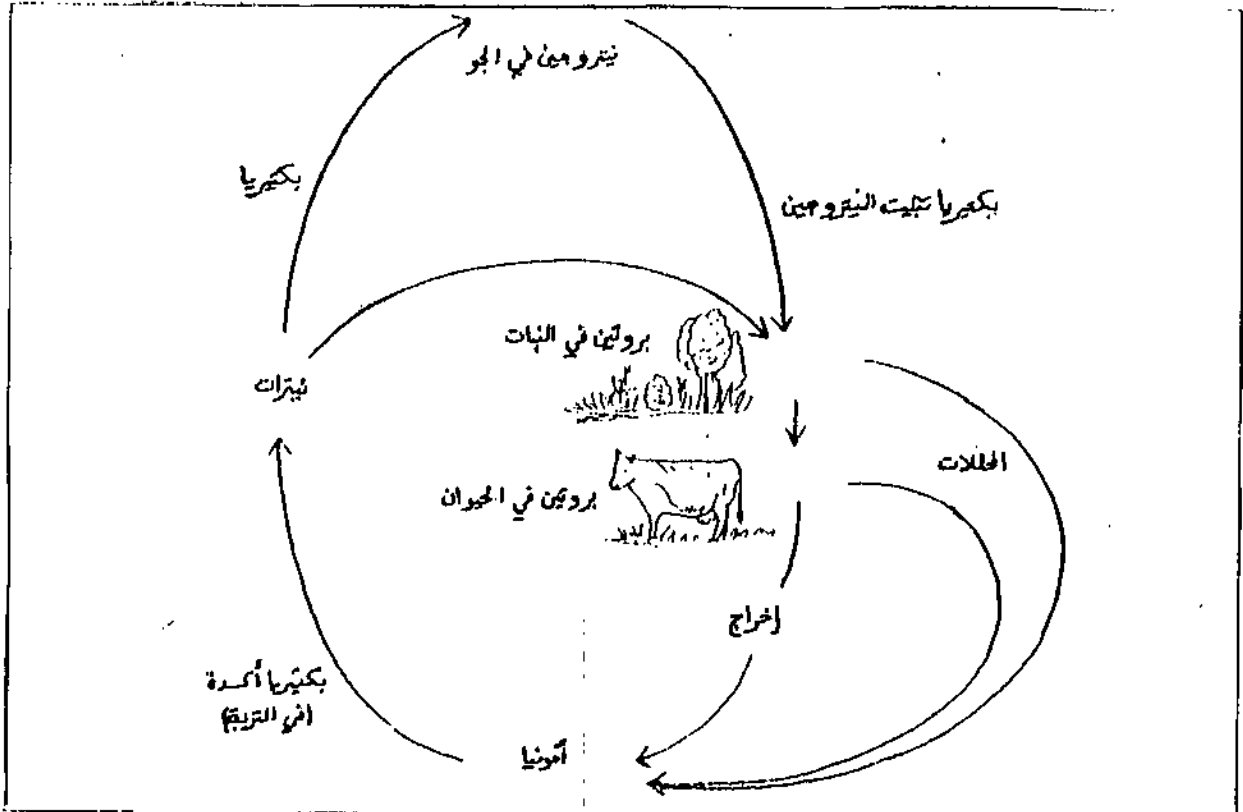 نيتروجين في الجو
بكتيريا
بكتيريا تثبيت النيتروجين
بروتين في النبات
نيترات
المحللات
بروتين في الحيوان
إخراج
بكتيريا أكسدة
(في التربة)
أمونيا